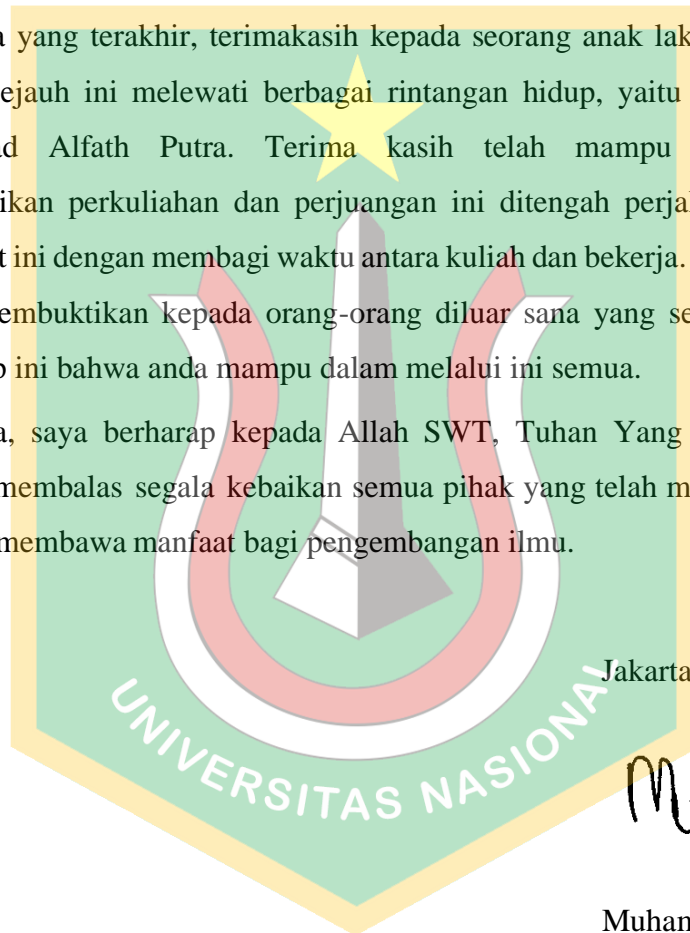 a yang terakhir, terimakasih kepada seorang anak lak
ejauh ini melewati berbagai rintangan hidup, yaitu
ad Alfath Putra. Terima kasih telah mampu
ikan perkuliahan dan perjuangan ini ditengah perjal
t ini dengan membagi waktu antara kuliah dan bekerja.
embuktikan kepada orang-orang diluar sana yang se
p ini bahwa anda mampu dalam melalui ini semua.
a, saya berharap kepada Allah SWT, Tuhan Yang
membalas segala kebaikan semua pihak yang telah m
membawa manfaat bagi pengembangan ilmu.
Jakarta
UNIVERSITAS NASIONAL
Muham